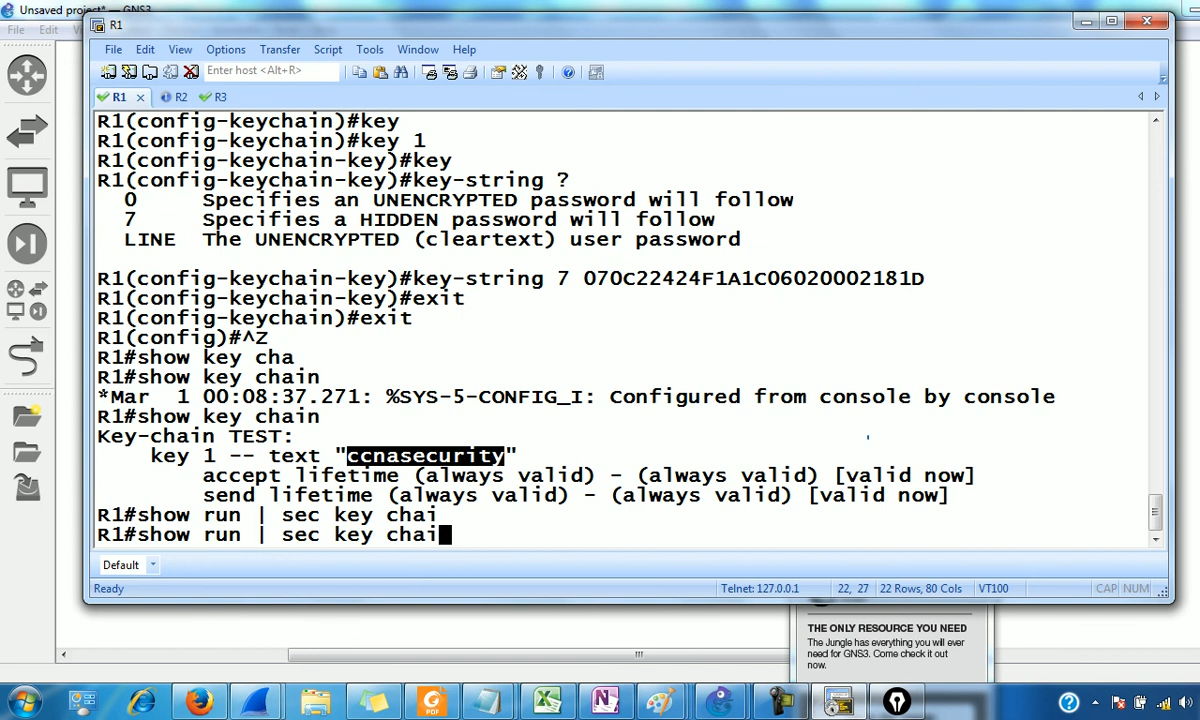 Unsaved project* — GNS3
File Edit
R1
File Edit View Options Transfer Script Tools Window Help
Enter host <Alt+R>
R1 R2 R3
R1(config-keychain)#key
R1(config-keychain)#key 1
R1(config-keychain-key)#key
R1(config-keychain-key)#key-string ?
0 Specifies an UNENCRYPTED password will follow
7 Specifies a HIDDEN password will follow
LINE The UNENCRYPTED (cleartext) user password
R1(config-keychain-key)#key-string 7 070C22424F1A1C06020002181D
R1(config-keychain-key)#exit
R1(config-keychain)#exit
R1(config)#^Z
R1#show key cha
R1#show key chain
*Mar 1 00:08:37.271: %SYS-5-CONFIG_I: Configured from console by console
R1#show key chain
Key-chain TEST:
key 1 -- text "ccnasecurity"
accept lifetime (always valid) - (always valid) [valid now]
send lifetime (always valid) - (always valid) [valid now]
R1#show run | sec key chai
R1#show run | sec key chai
Default
Ready Telnet: 127.0.0.1 22, 27 22 Rows, 80 Cols VT100 CAP NUM
THE ONLY RESOURCE YOU NEED
The Jungle has everything you will ever
need for GNS3. Come check it out
now.
PDF